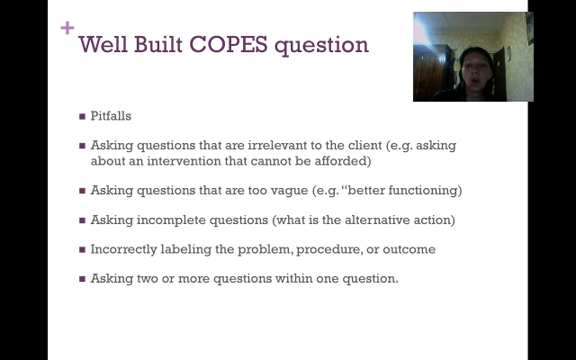 + Well Built COPES question
Pitfalls
Asking questions that are irrelevant to the client (e.g. asking
about an intervention that cannot be afforded)
Asking questions that are too vague (e.g. “better functioning)
Asking incomplete questions (what is the alternative action)
Incorrectly labeling the problem, procedure, or outcome
Asking two or more questions within one question.